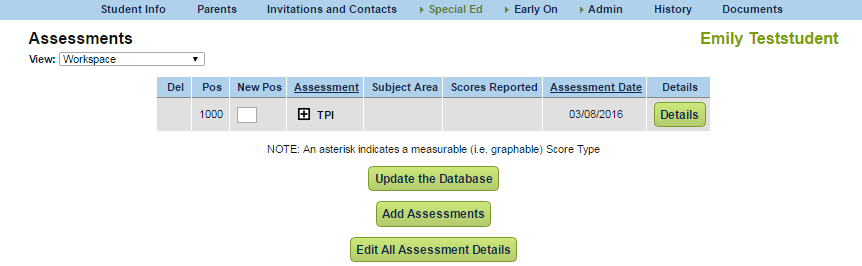 Student Info Parents Invitations and Contacts Special Ed Early On Admin History Documents
Assessments Emily Teststudent
View: Workspace
Del Pos New Pos Assessment Subject Area Scores Reported Assessment Date Details
1000 TPI 03/08/2016 Details
NOTE: An asterisk indicates a measurable (i.e. graphable) Score Type
Update the Database
Add Assessments
Edit All Assessment Details